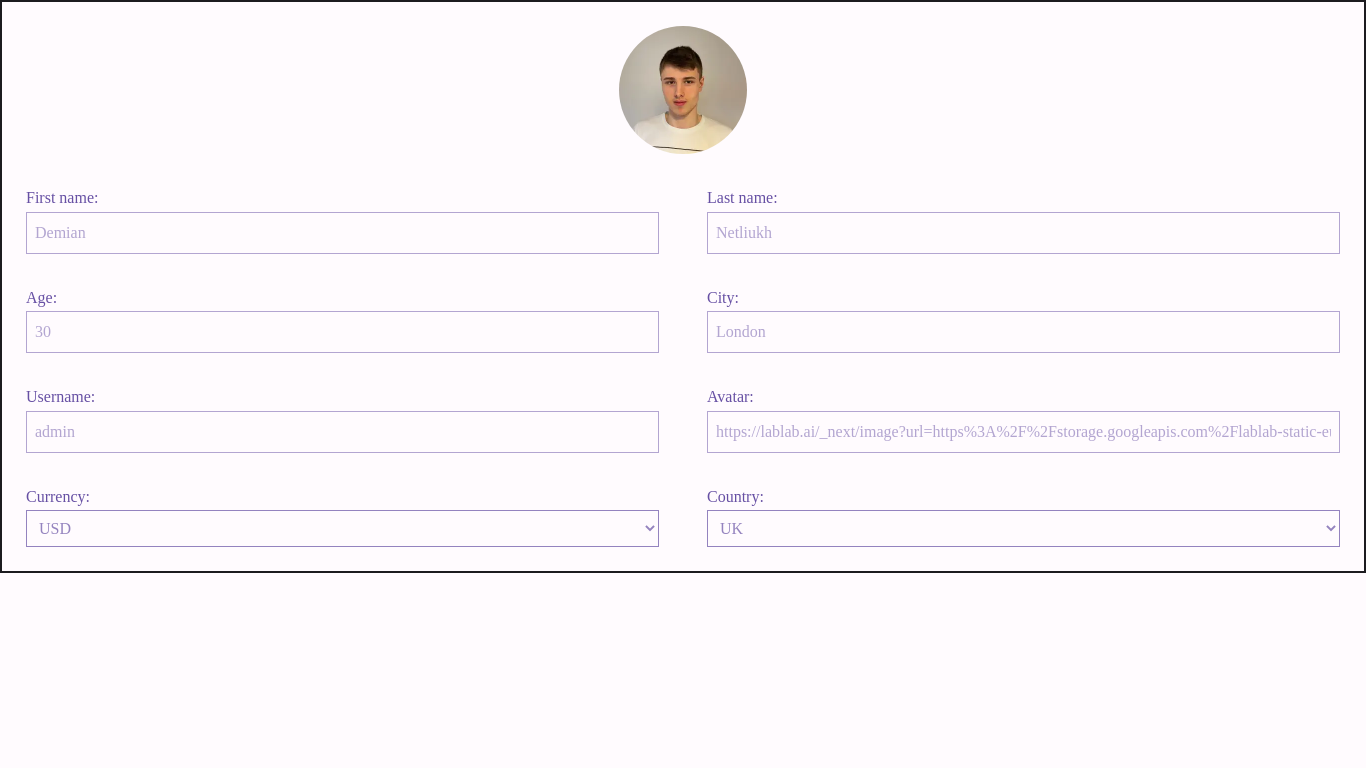 First name:
Last name:
Demian
Netliukh
Age:
City:
30
London
Username:
Avatar:
admin
https://lablab.ai/_next/image?url=https%3A%2F%2Fstorage.googleapis.com%2Flablab-static-eu
Currency:
Country:
USD
UK